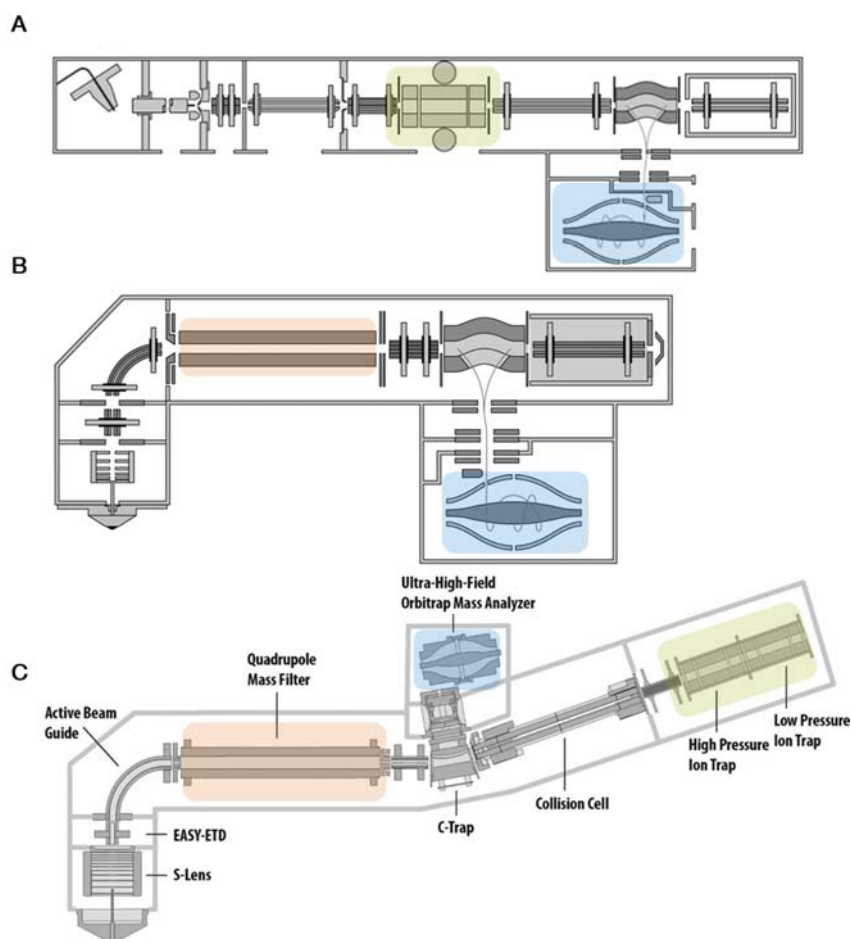 A
B
Ultra-High-Field
Orbitrap Mass Analyzer
C
Quadrupole
Mass Filter
Active Beam
Guide
Low Pressure
Ion Trap
High Pressure
Ion Trap
Collision Cell
C-Trap
EASY-ETD
S-Lens